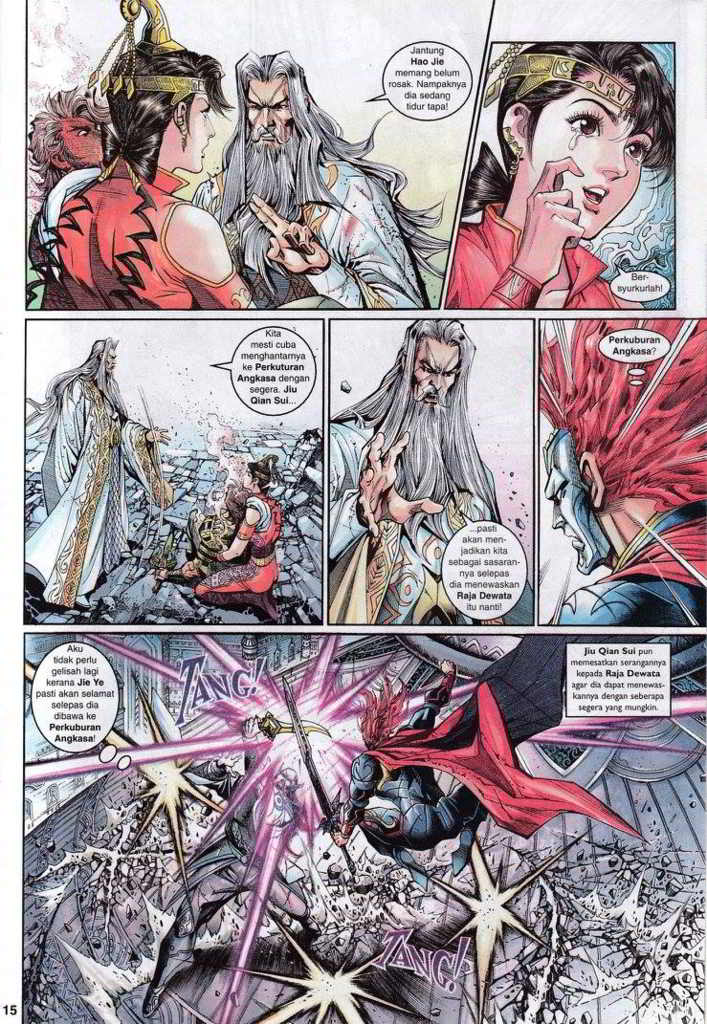 Jantung
Hao Jie
memang belum
rosak. Nampaknya
dia sedang
tidur tapa!
Ber-
syurkurlah!
Kita
mesti cuba
menghantarnya
ke Perkuturan
Angkasa dengan
segera. Jiu
Qian Sui...
...pasti
akan men-
jadikan kita
sebagai sasaran-
nya selepas
dia menewaskan
Raja Dewata
itu nanti!
Perkuburan
Angkasa?
Aku
tidak perlu
gelisah lagi
kerana Jie Ye
pasti akan selamat
selepas dia
dibawa ke
Perkuburan
Angkasa!
TANG!
Jiu Qian Sui pun
memesatkan serangannya
kepada Raja Dewata
agar dia dapat menewas-
kannya dengan seberapa
segera yang mungkin.
TANG!
15